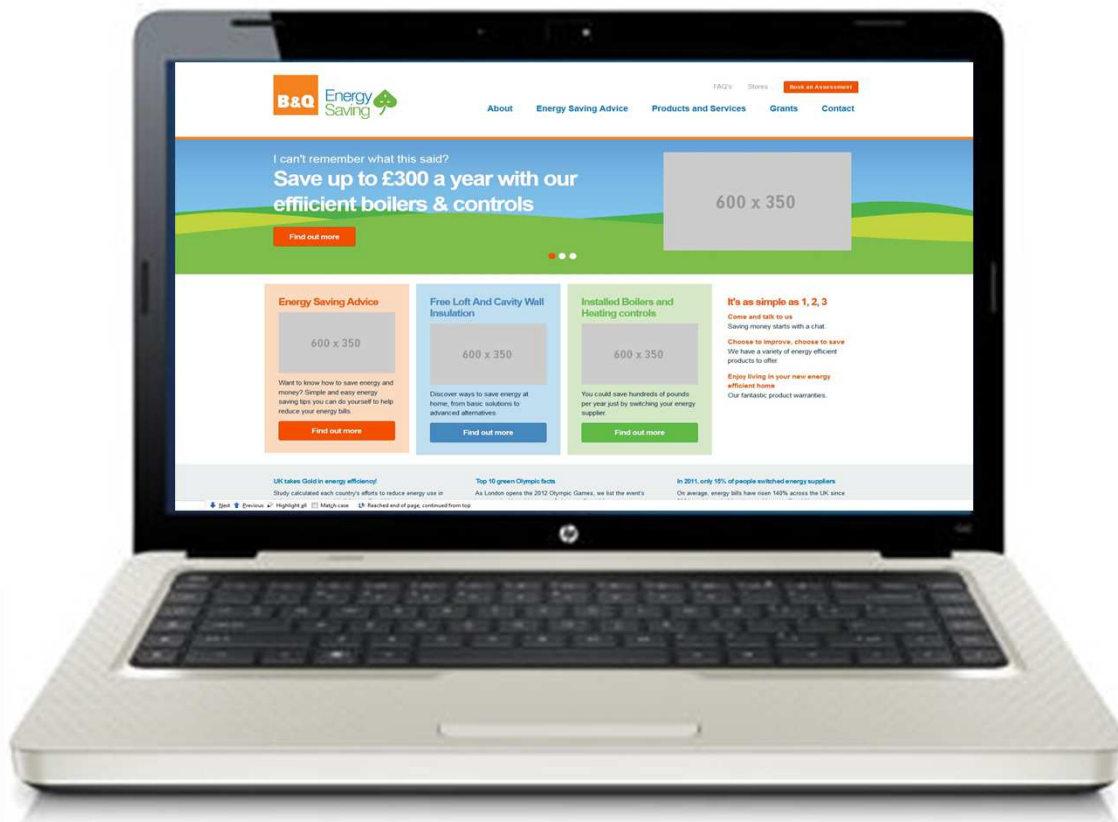 B&Q Energy
Saving
FAQ's Stores Book an Assessment
About Energy Saving Advice Products and Services Grants Contact
I can't remember what this said?
Save up to £300 a year with our
effiicient boilers & controls
600 x 350
Find out more
Energy Saving Advice
600 x 350
Want to know how to save energy and
money? Simple and easy energy
saving tips you can do yourself to help
reduce your energy bills.
Find out more
Free Loft And Cavity Wall
Insulation
600 x 350
Discover ways to save energy at
home, from basic solutions to
advanced alternatives.
Find out more
Installed Boilers and
Heating controls
600 x 350
You could save hundreds of pounds
per year just by switching your energy
supplier.
Find out more
It's as simple as 1, 2, 3
Come and talk to us
Saving money starts with a chat.
Choose to improve, choose to save
We have a variety of energy efficient
products to offer.
Enjoy living in your new energy
efficient home
Our fantastic product warranties.
UK takes Gold in energy efficiency!
Study calculated each country's efforts to reduce energy use in
Top 10 green Olympic facts
As London opens the 2012 Olympic Games, we list the event's
In 2011, only 15% of people switched energy suppliers
On average, energy bills have risen 140% across the UK since
Next Previous Highlight all Match case Reached end of page, continued from top
hp